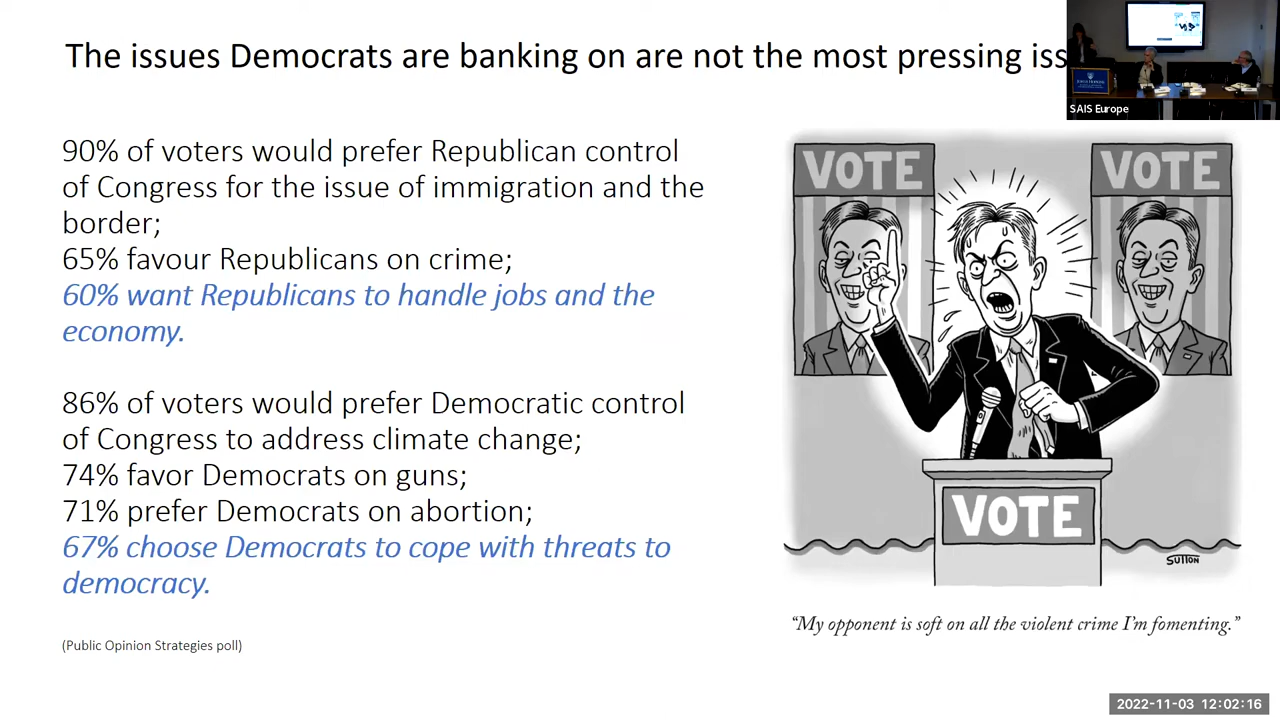 The issues Democrats are banking on are not the most pressing iss
SAIS Europe
JOHNS HOPKINS
90% of voters would prefer Republican control
of Congress for the issue of immigration and the
border;
65% favour Republicans on crime;
60% want Republicans to handle jobs and the
economy.
86% of voters would prefer Democratic control
of Congress to address climate change;
74% favor Democrats on guns;
71% prefer Democrats on abortion;
67% choose Democrats to cope with threats to
democracy.
(Public Opinion Strategies poll)
VOTE
VOTE
VOTE
SUTTON
“My opponent is soft on all the violent crime I’m fomenting.”
2022-11-03 12:02:16